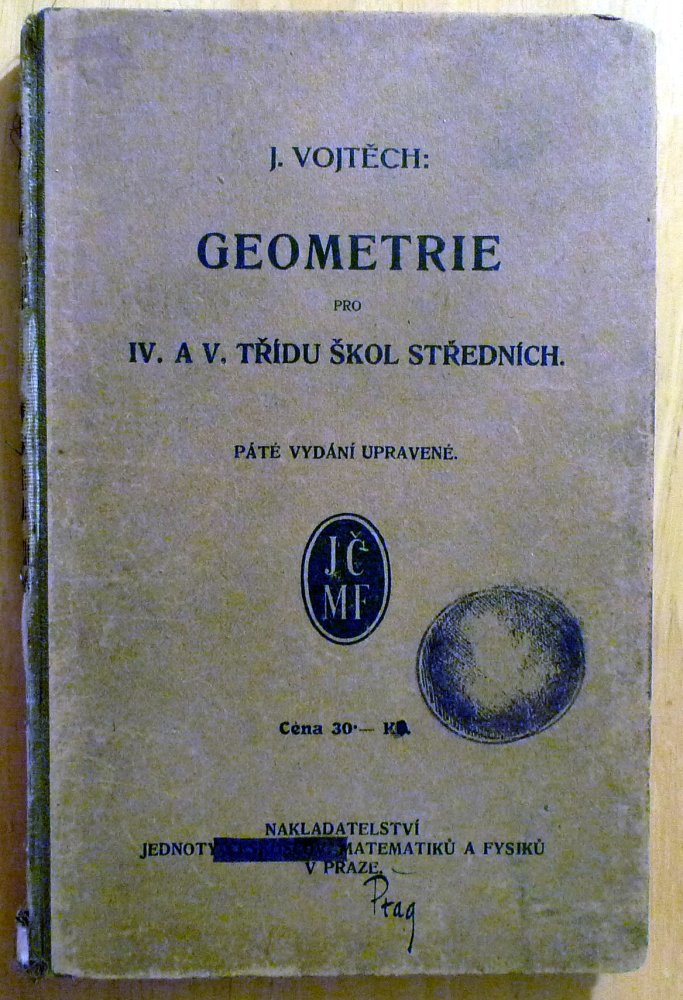 J. VOJTĚCH:
GEOMETRIE
PRO
IV. A V. TŘÍDU ŠKOL STŘEDNÍCH.
PÁTÉ VYDÁNÍ UPRAVENÉ.
JČ
MF
Cena 30·— K
NAKLADATELSTVÍ
JEDNOTY MATEMATIKŮ A FYSIKŮ
V PRAZE.
Prag